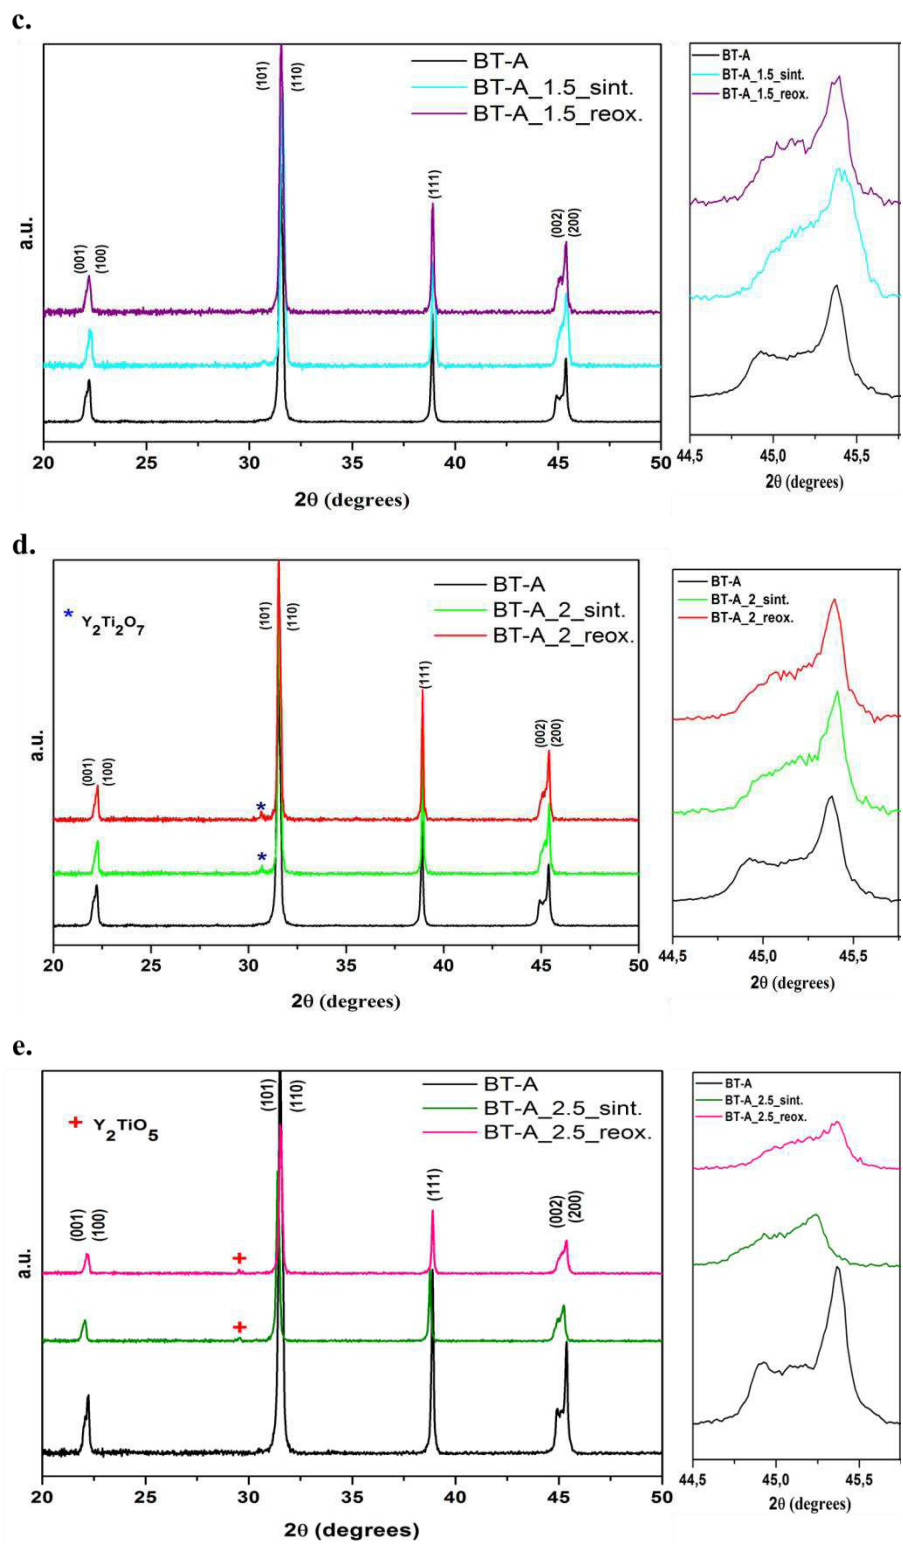 c.
BT-A
BT-A_1.5_sint.
BT-A_1.5_reox.
(001)
(100)
(101)
(110)
(111)
(002)
(200)
a.u.
20 25 30 35 40 45 50
2θ (degrees)
BT-A
BT-A_1.5_sint.
BT-A_1.5_reox.
44,5 45,0 45,5
2θ (degrees)
d.
* Y2Ti2O7
BT-A
BT-A_2_sint.
BT-A_2_reox.
(001)
(100)
*
*
(101)
(110)
(111)
(002)
(200)
a.u.
20 25 30 35 40 45 50
2θ (degrees)
BT-A
BT-A_2_sint.
BT-A_2_reox.
44,5 45,0 45,5
2θ (degrees)
e.
+ Y2TiO5
BT-A
BT-A_2.5_sint.
BT-A_2.5_reox.
(001)
(100)
+
+
(101)
(110)
(111)
(002)
(200)
a.u.
20 25 30 35 40 45 50
2θ (degrees)
BT-A
BT-A_2.5_sint.
BT-A_2.5_reox.
44,5 45,0 45,5
2θ (degrees)